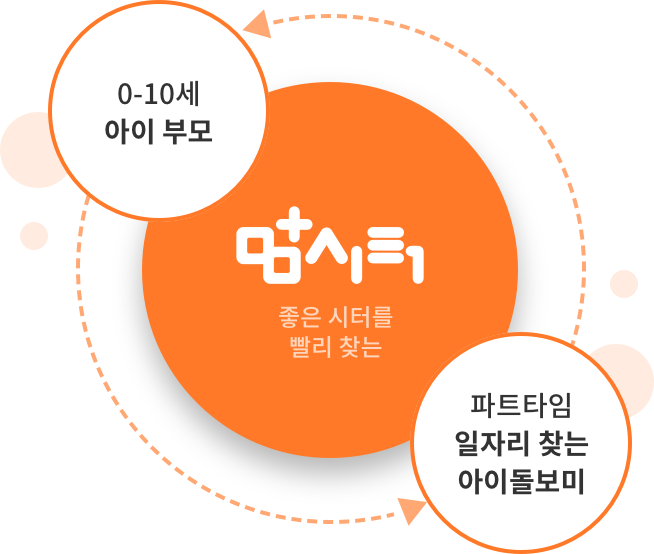 0-10세
아이 부모
맘시터
좋은 시터를
빨리 찾는
파트타임
일자리 찾는
아이돌보미